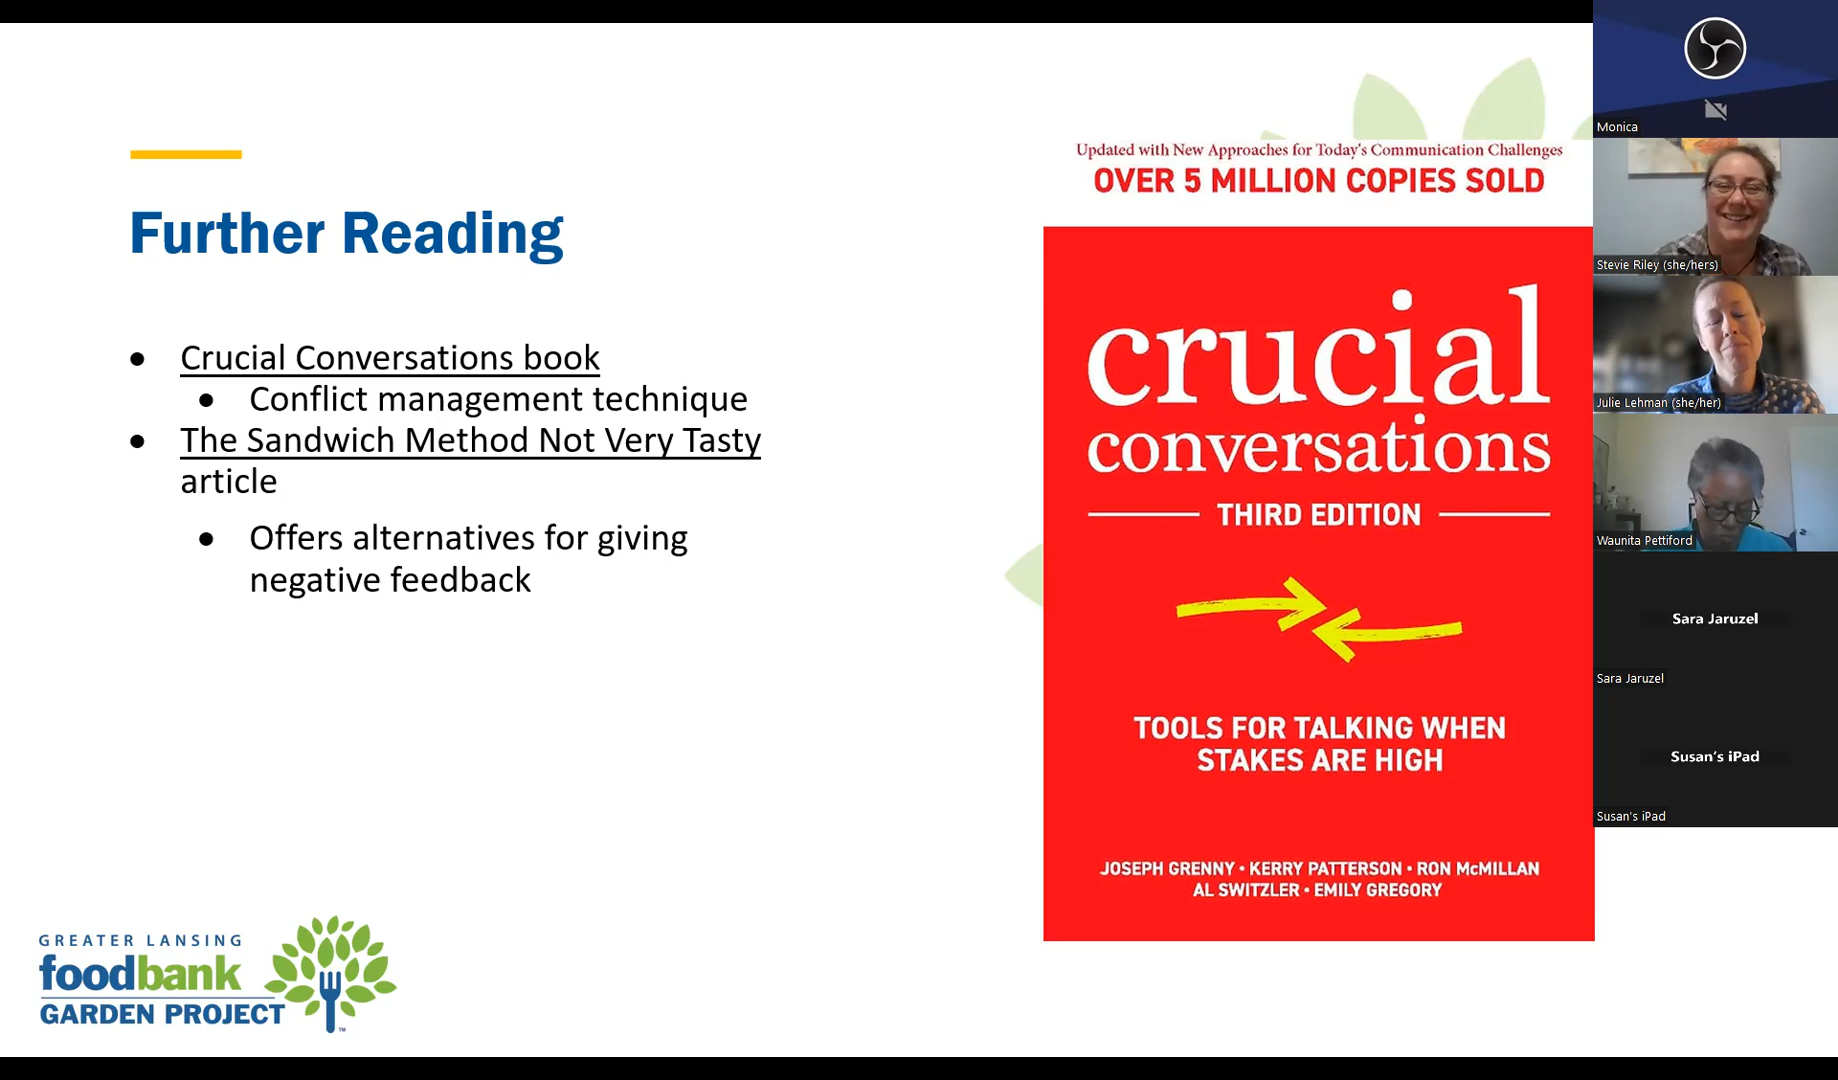 Further Reading
• Crucial Conversations book
• Conflict management technique
• The Sandwich Method Not Very Tasty
article
• Offers alternatives for giving
negative feedback
GREATER LANSING
foodbank
GARDEN PROJECT
™
Updated with New Approaches for Today's Communication Challenges
OVER 5 MILLION COPIES SOLD
crucial
conversations
THIRD EDITION
TOOLS FOR TALKING WHEN
STAKES ARE HIGH
JOSEPH GRENNY • KERRY PATTERSON • RON McMILLAN
AL SWITZLER • EMILY GREGORY
Monica
Stevie Riley (she/hers)
Julie Lehman (she/her)
Waunita Pettiford
Sara Jaruzel
Sara Jaruzel
Susan's iPad
Susan's iPad